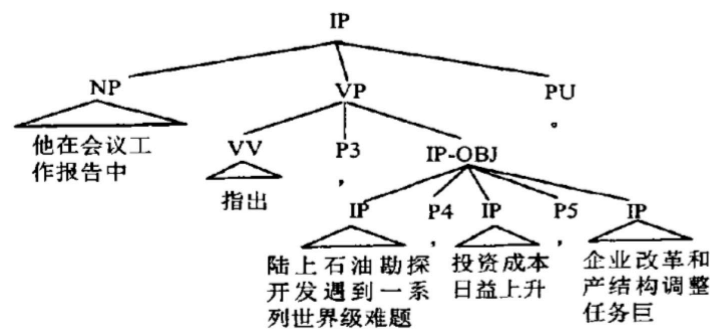 IP
NP VP PU
。
他在会议工
作报告中
VV P3 IP-OBJ
指出 ，
IP P4 IP P5 IP
， ，
陆上石油勘探 投资成本 企业改革和
开发遇到一系 日益上升 产结构调整
列世界级难题 任务巨